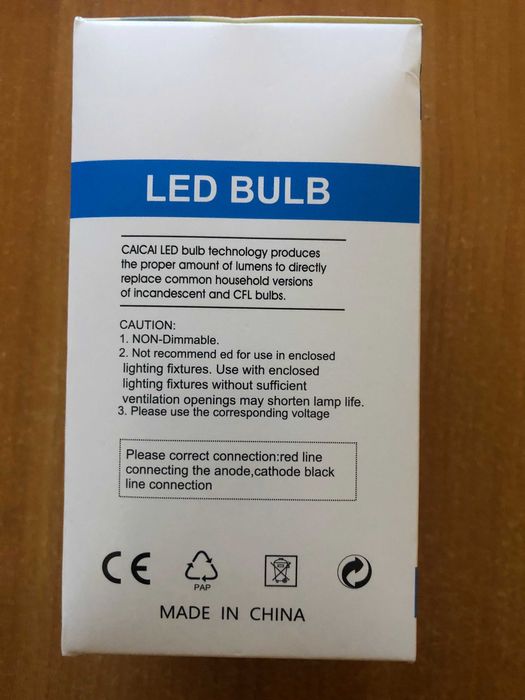 LED BULB
CAICAI LED bulb technology produces
the proper amount of lumens to directly
replace common household versions
of incandescent and CFL bulbs.
CAUTION:
1. NON-Dimmable.
2. Not recommend ed for use in enclosed
lighting fixtures. Use with enclosed
lighting fixtures without sufficient
ventilation openings may shorten lamp life.
3. Please use the corresponding voltage
Please correct connection:red line
connecting the anode,cathode black
line connection
CE
PAP
MADE IN CHINA